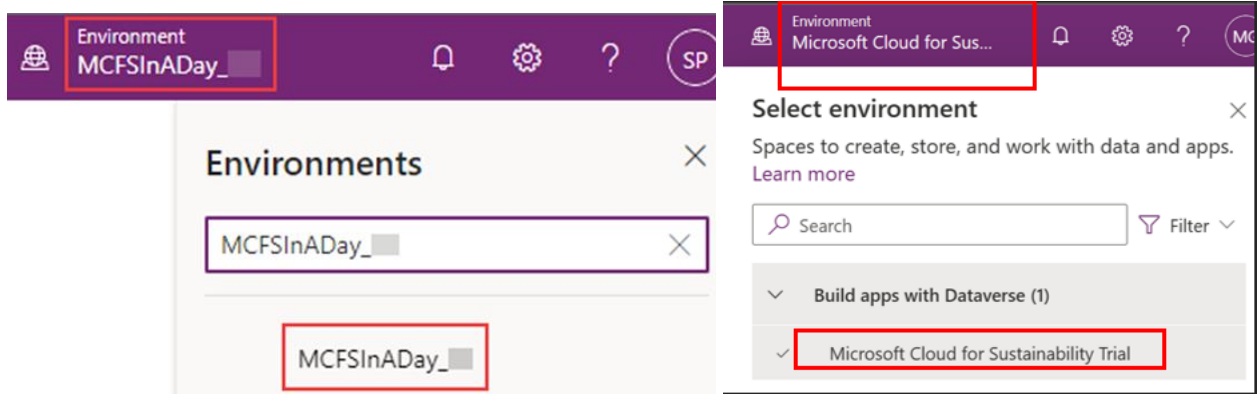 Environment
MCFSInADay_
? SP
Environments
MCFSInADay_
MCFSInADay_
Environment
Microsoft Cloud for Sus...
? MC
Select environment
Spaces to create, store, and work with data and apps.
Learn more
Search
Filter
Build apps with Dataverse (1)
Microsoft Cloud for Sustainability Trial